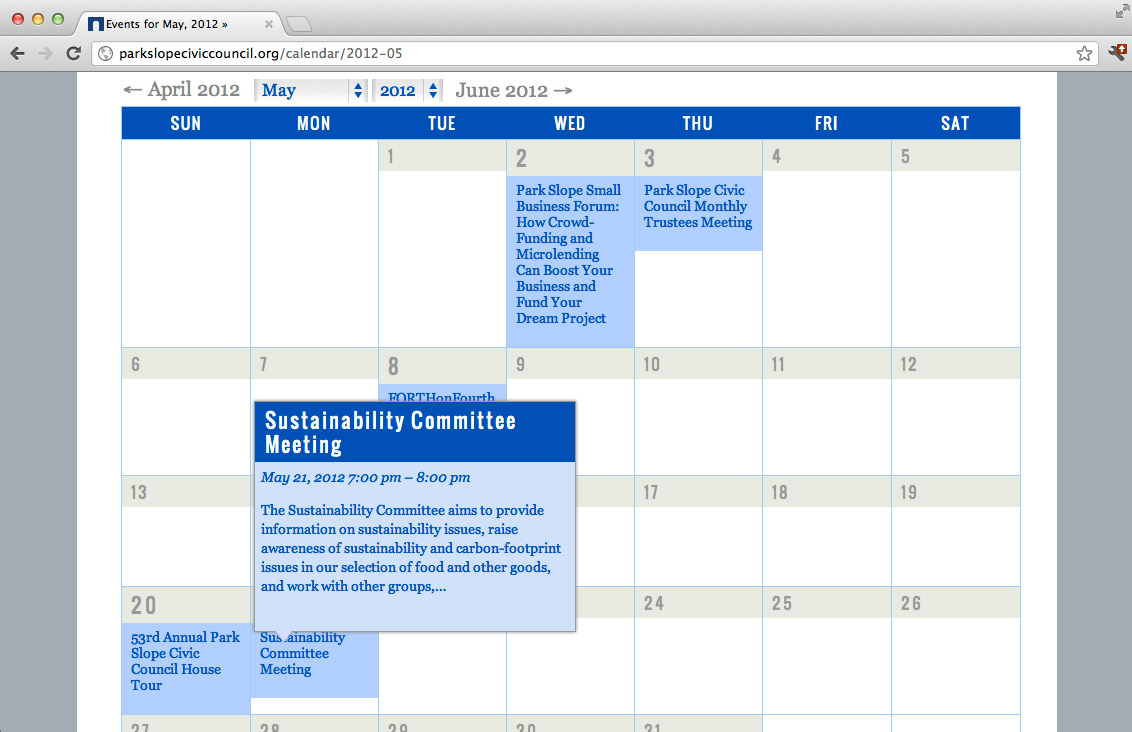 Events for May, 2012 »
parkslopeciviccouncil.org/calendar/2012-05
← April 2012 May 2012 June 2012 →
SUN MON TUE WED THU FRI SAT
1 2 3 4 5
Park Slope Small
Business Forum:
How Crowd-
Funding and
Microlending
Can Boost Your
Business and
Fund Your
Dream Project
Park Slope Civic
Council Monthly
Trustees Meeting
6 7 8 9 10 11 12
FORTHonFourth
Sustainability Committee
Meeting
May 21, 2012 7:00 pm – 8:00 pm
The Sustainability Committee aims to provide
information on sustainability issues, raise
awareness of sustainability and carbon-footprint
issues in our selection of food and other goods,
and work with other groups,...
13 17 18 19
20 24 25 26
53rd Annual Park
Slope Civic
Council House
Tour
Sustainability
Committee
Meeting
27 28 29 30 31